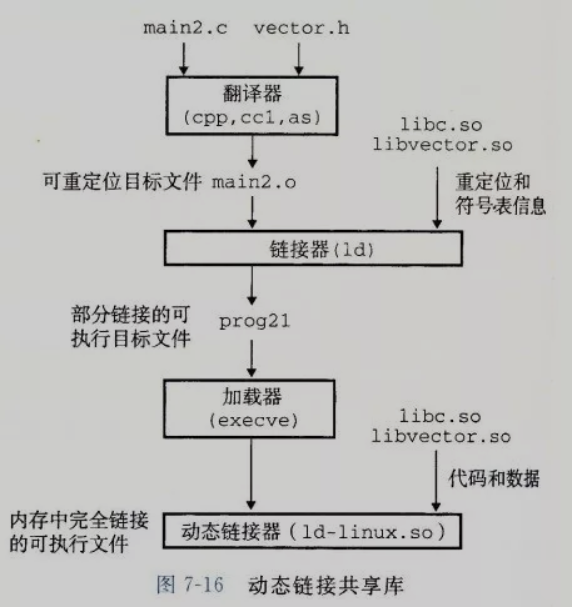 main2.c vector.h
翻译器
(cpp,cc1,as)
libc.so
libvector.so
可重定位目标文件 main2.o
重定位和
符号表信息
链接器(ld)
部分链接的可
执行目标文件
prog21
加载器
(execve)
libc.so
libvector.so
代码和数据
内存中完全链接
的可执行文件
动态链接器(ld-linux.so)
图 7-16 动态链接共享库